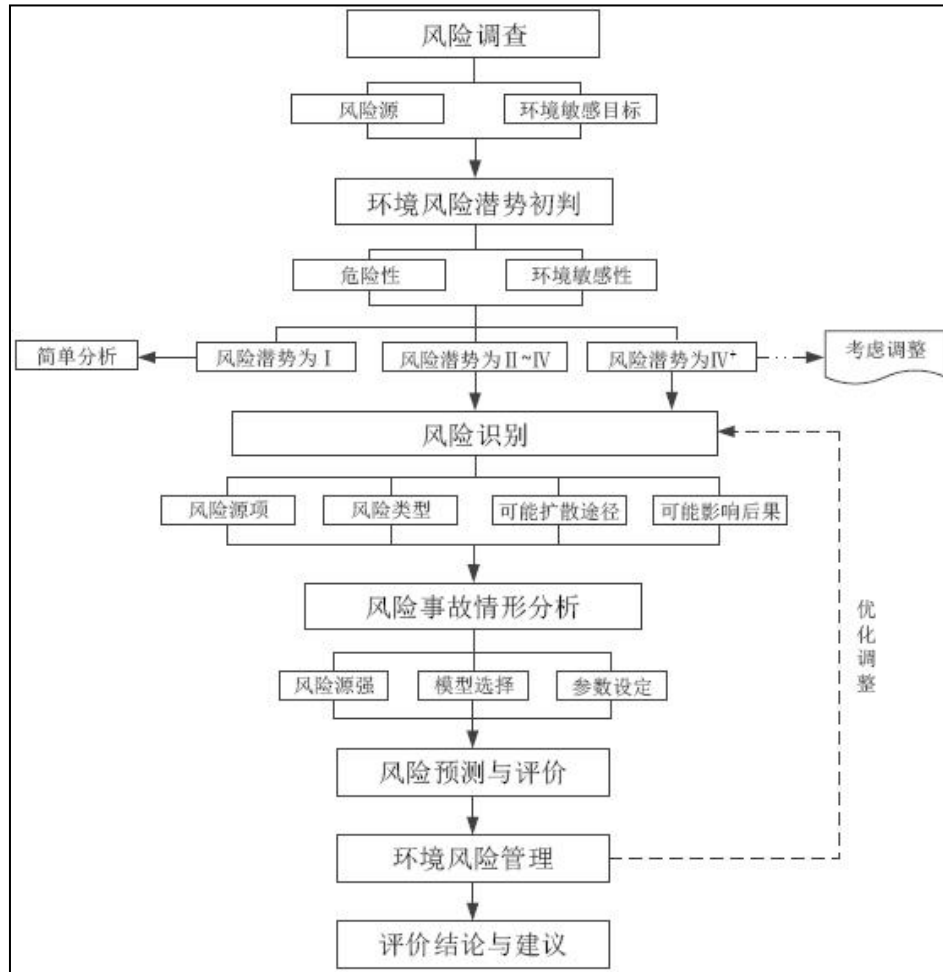 风险调查
风险源
环境敏感目标
环境风险潜势初判
危险性
环境敏感性
简单分析
风险潜势为Ⅰ
风险潜势为Ⅱ~Ⅳ
风险潜势为Ⅳ+
考虑调整
风险识别
风险源项
风险类型
可能扩散途径
可能影响后果
风险事故情形分析
优化调整
风险源强
模型选择
参数设定
风险预测与评价
环境风险管理
评价结论与建议